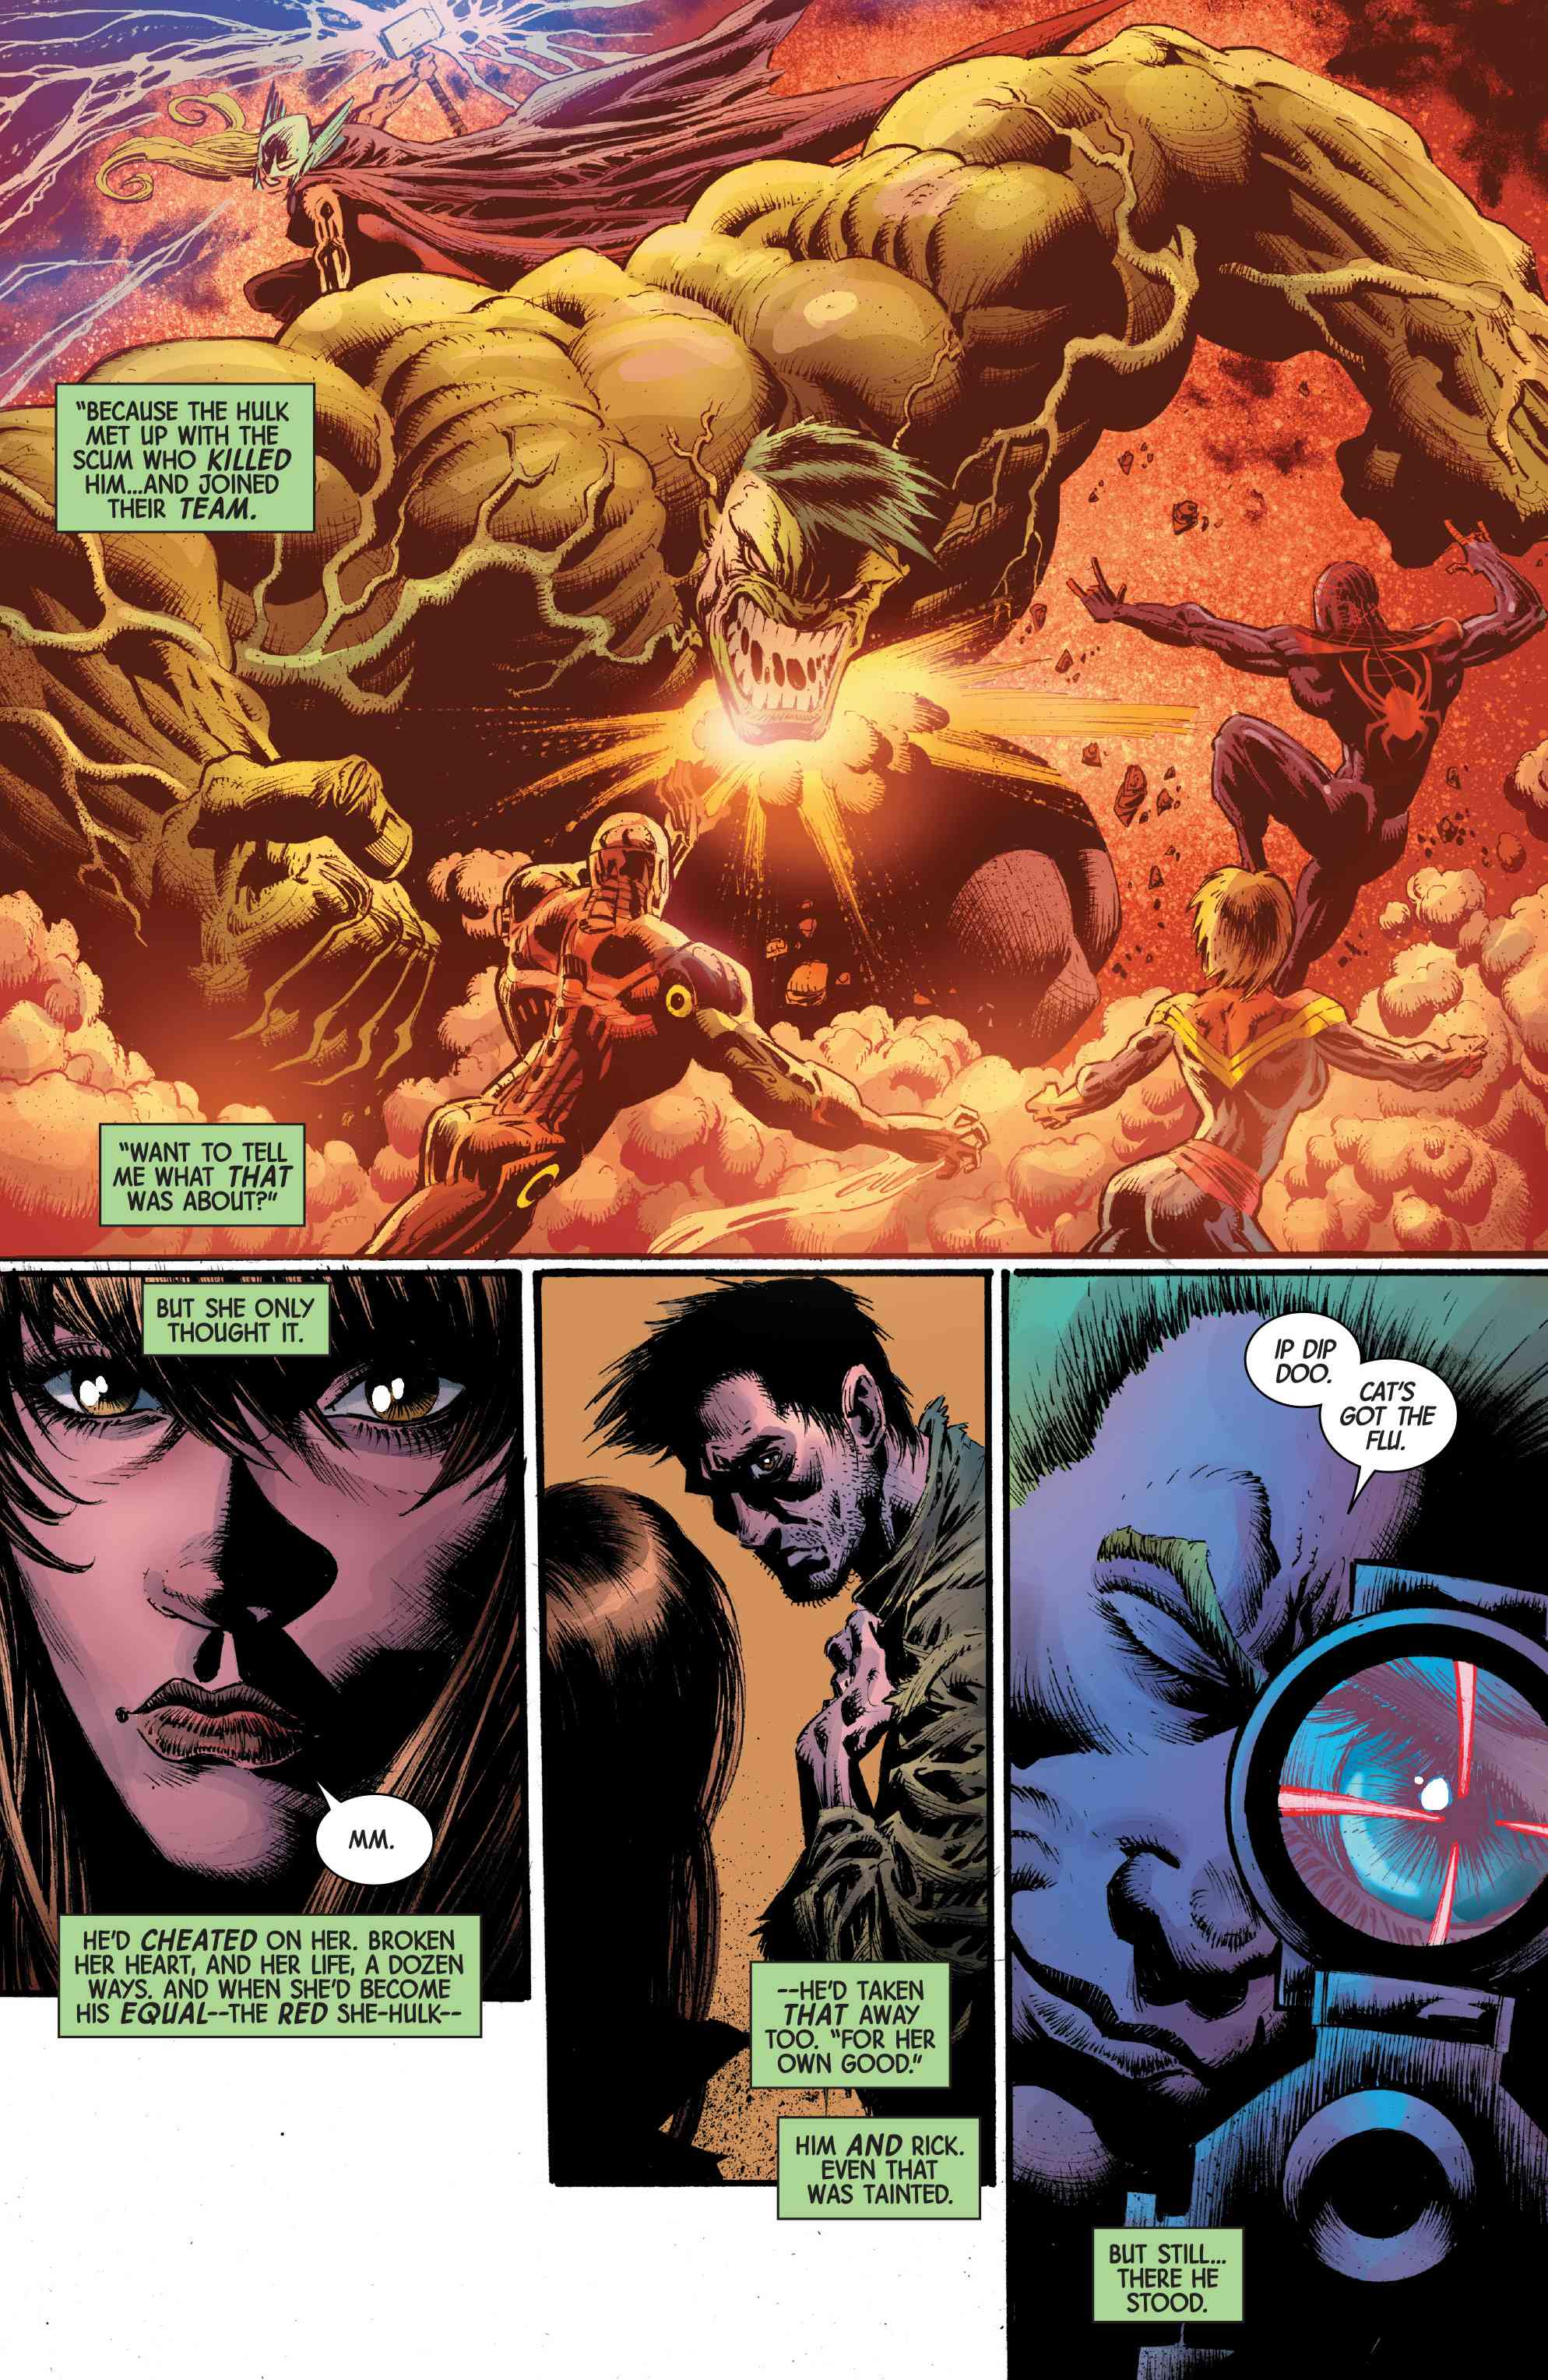 "BECAUSE THE HULK
MET UP WITH THE
SCUM WHO KILLED
HIM...AND JOINED
THEIR TEAM.
"WANT TO TELL
ME WHAT THAT
WAS ABOUT?"
BUT SHE ONLY
THOUGHT IT.
MM.
HE'D CHEATED ON HER. BROKEN
HER HEART, AND HER LIFE, A DOZEN
WAYS. AND WHEN SHE'D BECOME
HIS EQUAL--THE RED SHE-HULK--
--HE'D TAKEN
THAT AWAY
TOO. "FOR HER
OWN GOOD."
HIM AND RICK.
EVEN THAT
WAS TAINTED.
IP DIP
DOO.
CAT'S
GOT THE
FLU.
BUT STILL...
THERE HE
STOOD.